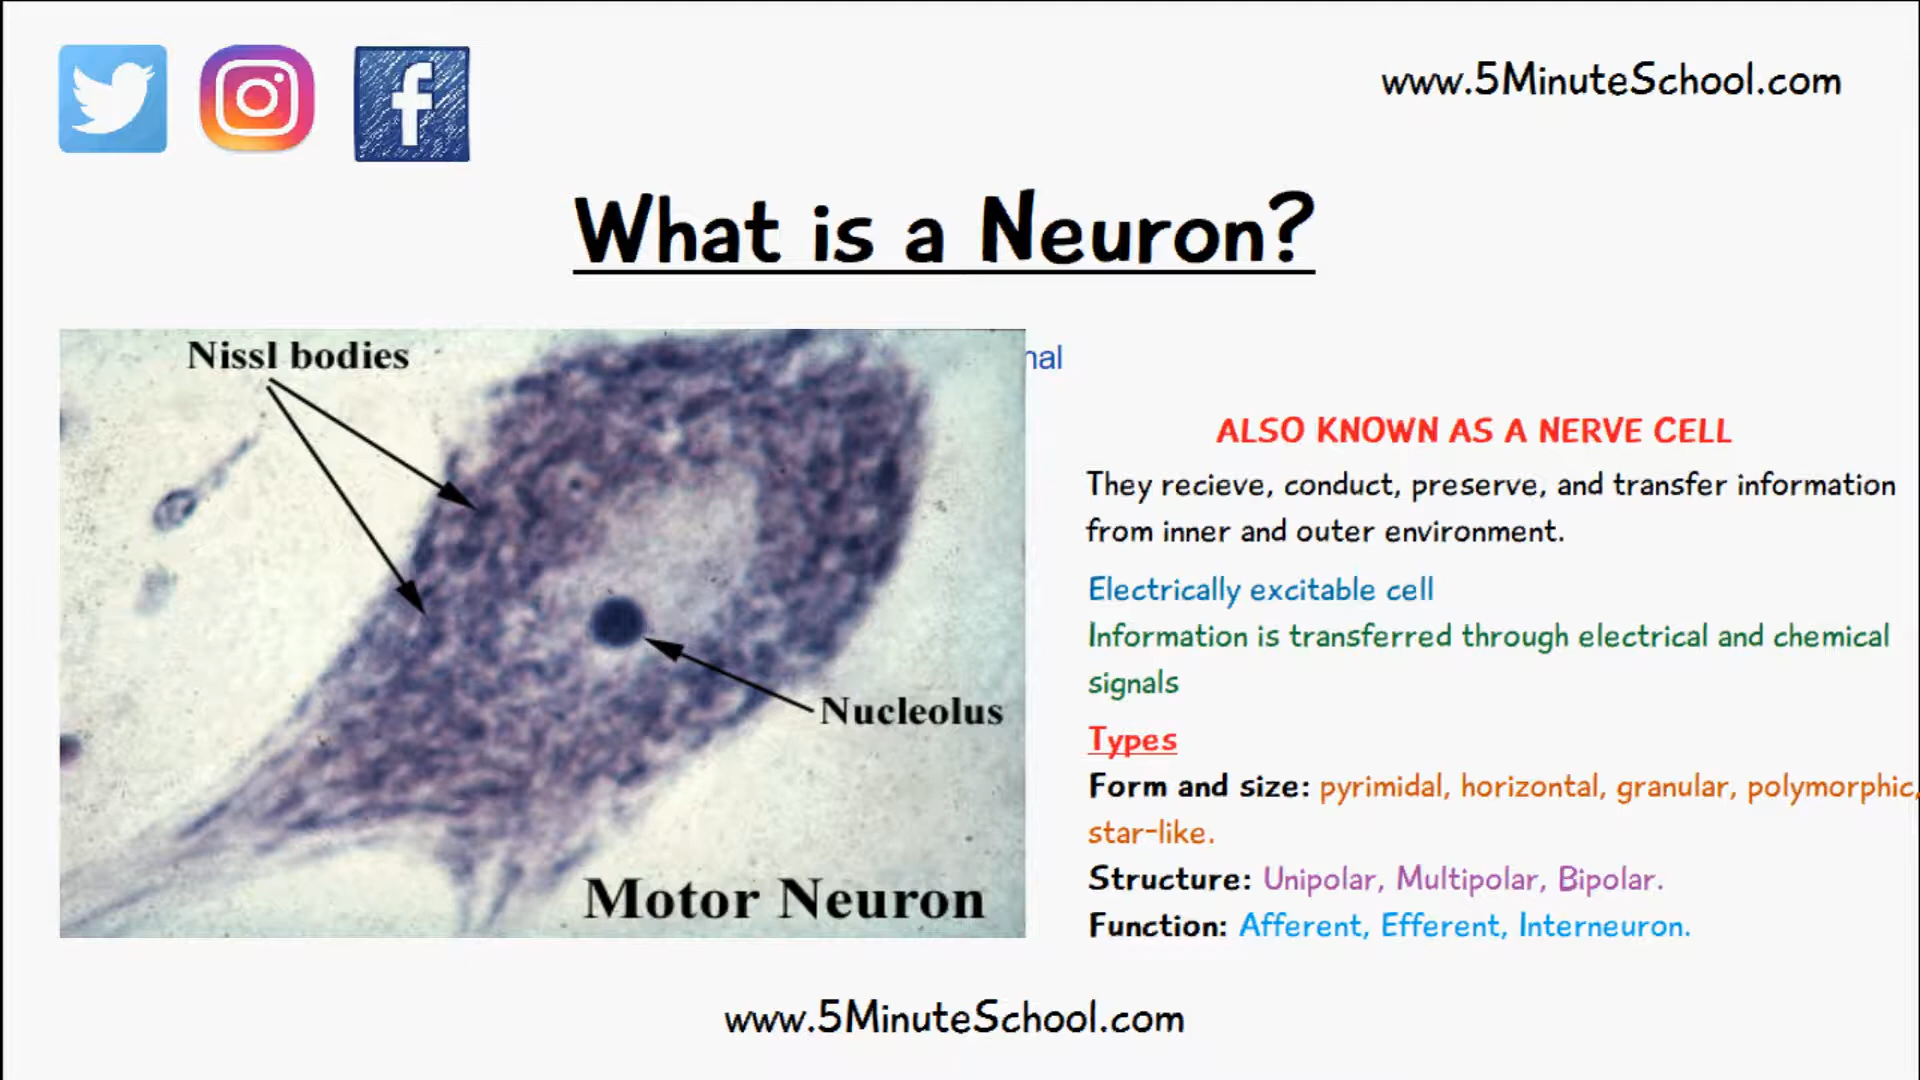 www.5MinuteSchool.com
What is a Neuron?
Nissl bodies
nal
Nucleolus
Motor Neuron
ALSO KNOWN AS A NERVE CELL
They recieve, conduct, preserve, and transfer information
from inner and outer environment.
Electrically excitable cell
Information is transferred through electrical and chemical
signals
Types
Form and size: pyrimidal, horizontal, granular, polymorphic,
star-like.
Structure: Unipolar, Multipolar, Bipolar.
Function: Afferent, Efferent, Interneuron.
www.5MinuteSchool.com